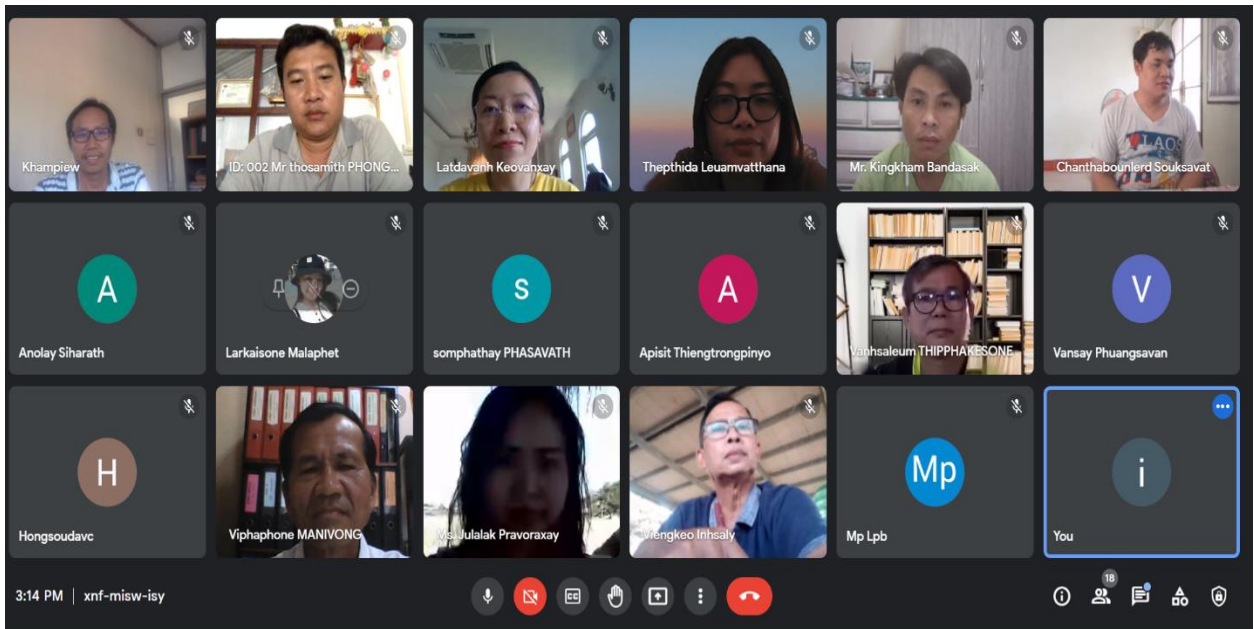 Khampiew
ID: 002 Mr thosamith PHONG...
Latdavanh Keovanxay
Thepthida Leuamvatthana
Mr. Kingkham Bandasak
LAOS
Chanthabounlerd Souksavat
A
Anolay Siharath
Larkaisone Malaphet
S
somphathay PHASAVATH
A
Apisit Thiengtrongpinyo
Vanhsaleum THIPPHAKESONE
V
Vansay Phuangsavan
H
Hongsoudavc
Viphaphone MANIVONG
Ms. Julalak Pravoraxay
Viengkeo Inhsaly
Mp
Mp Lpb
i
You
3:14 PM | xnf-misw-isy
CC
18